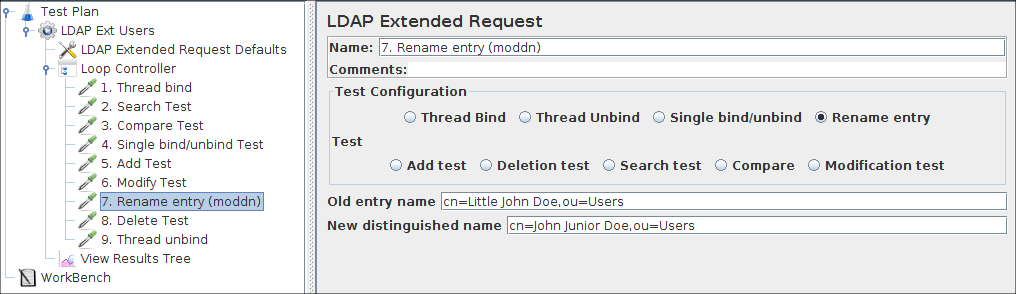 Test Plan
LDAP Ext Users
LDAP Extended Request Defaults
Loop Controller
1. Thread bind
2. Search Test
3. Compare Test
4. Single bind/unbind Test
5. Add Test
6. Modify Test
7. Rename entry (moddn)
8. Delete Test
9. Thread unbind
View Results Tree
WorkBench
LDAP Extended Request
Name: 7. Rename entry (moddn)
Comments:
Test Configuration
Thread Bind Thread Unbind Single bind/unbind Rename entry
Test
Add test Deletion test Search test Compare Modification test
Old entry name cn=Little John Doe,ou=Users
New distinguished name cn=John Junior Doe,ou=Users